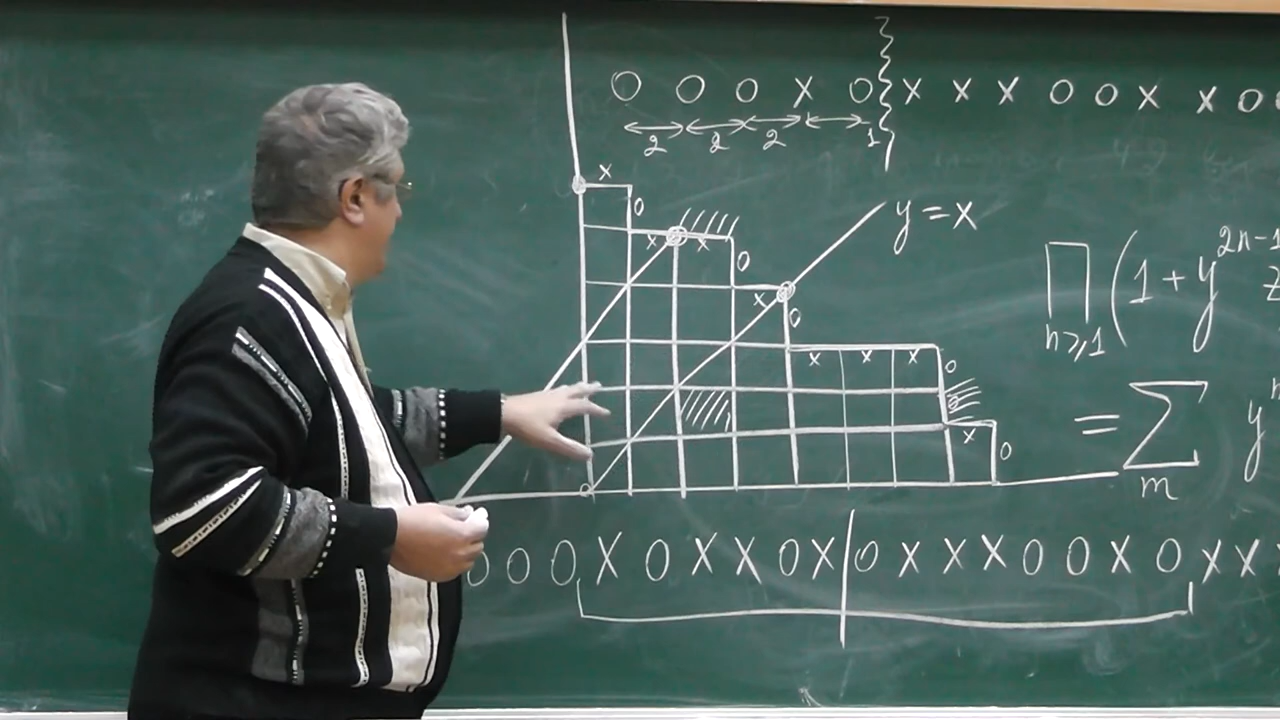 O O O X O X X X O O X X O
2 2 2 1
x
O
x x
O
y = x
x
O
x x x
O
x
O
∏ (1 + y^{2n-1} z
n⩾1
= ∑ y
m
O O O X O X X O X O X X X O O X O X X